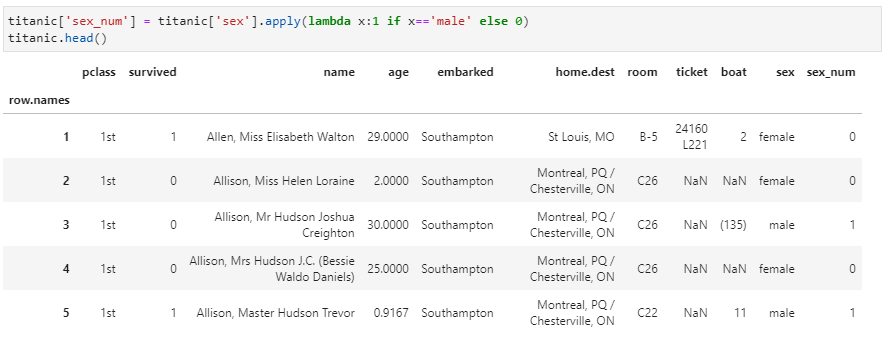 titanic['sex_num'] = titanic['sex'].apply(lambda x:1 if x=='male' else 0)
titanic.head()
pclass survived name age embarked home.dest room ticket boat sex sex_num
row.names
1 1st 1 Allen, Miss Elisabeth Walton 29.0000 Southampton St Louis, MO B-5 24160 L221 2 female 0
2 1st 0 Allison, Miss Helen Loraine 2.0000 Southampton Montreal, PQ / Chesterville, ON C26 NaN NaN female 0
3 1st 0 Allison, Mr Hudson Joshua Creighton 30.0000 Southampton Montreal, PQ / Chesterville, ON C26 NaN (135) male 1
4 1st 0 Allison, Mrs Hudson J.C. (Bessie Waldo Daniels) 25.0000 Southampton Montreal, PQ / Chesterville, ON C26 NaN NaN female 0
5 1st 1 Allison, Master Hudson Trevor 0.9167 Southampton Montreal, PQ / Chesterville, ON C22 NaN 11 male 1